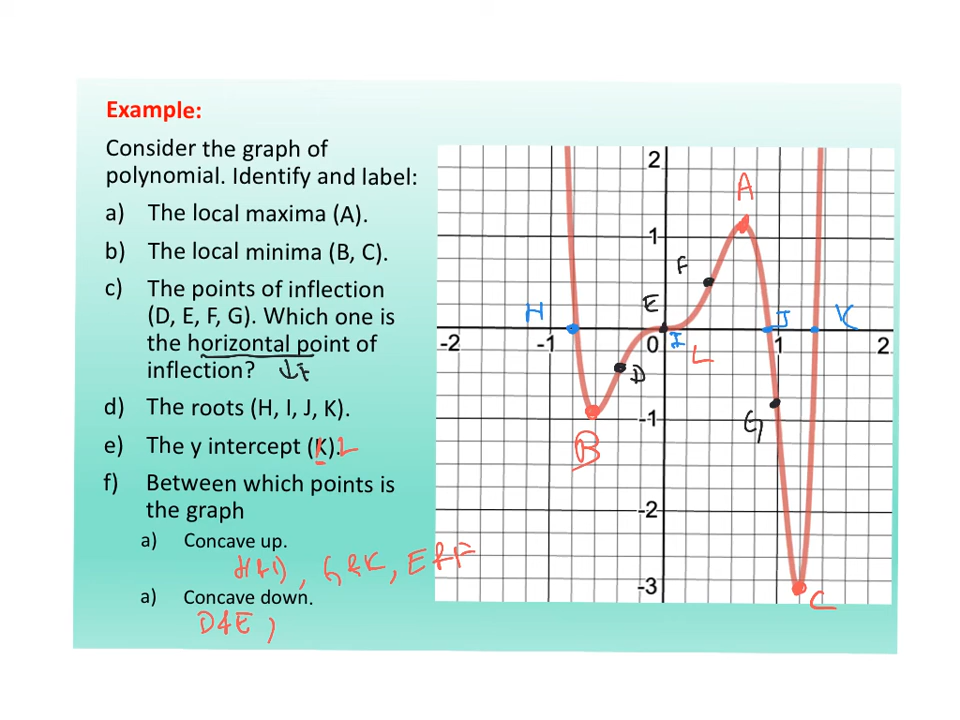 Example:
Consider the graph of
polynomial. Identify and label:
a) The local maxima (A).
b) The local minima (B, C).
c) The points of inflection
(D, E, F, G). Which one is
the horizontal point of
inflection? ↓E
d) The roots (H, I, J, K).
e) The y intercept (K). L
f) Between which points is
the graph
a) Concave up.
H&D, G&K, E&F
a) Concave down.
D&E,
2
A
1
F
E
H
J
K
-2
-1
0
I
1
2
L
D
-1
G
B
-2
-3
C